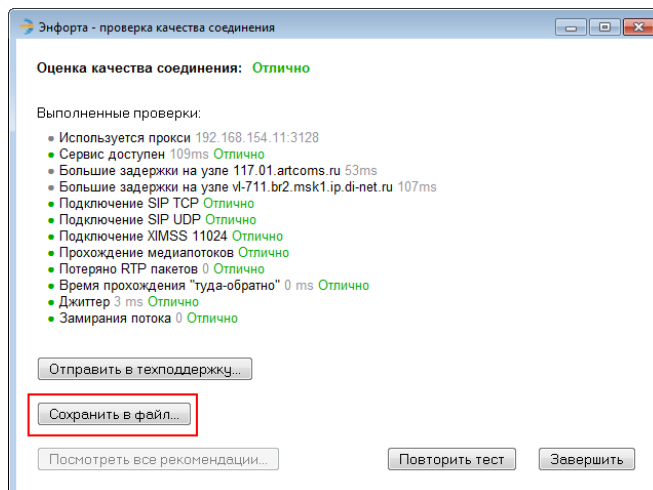 Энфорта - проверка качества соединения
Оценка качества соединения: Отлично
Выполненные проверки:
Используется прокси 192.168.154.11:3128
Сервис доступен 109ms Отлично
Большие задержки на узле 117.01.artcoms.ru 53ms
Большие задержки на узле vl-711.br2.msk1.ip.di-net.ru 107ms
Подключение SIP TCP Отлично
Подключение SIP UDP Отлично
Подключение XIMSS 11024 Отлично
Прохождение медиапотоков Отлично
Потеряно RTP пакетов 0 Отлично
Время прохождения "туда-обратно" 0 ms Отлично
Джиттер 3 ms Отлично
Замирания потока 0 Отлично
Отправить в техподдержку...
Сохранить в файл...
Посмотреть все рекомендации... Повторить тест Завершить